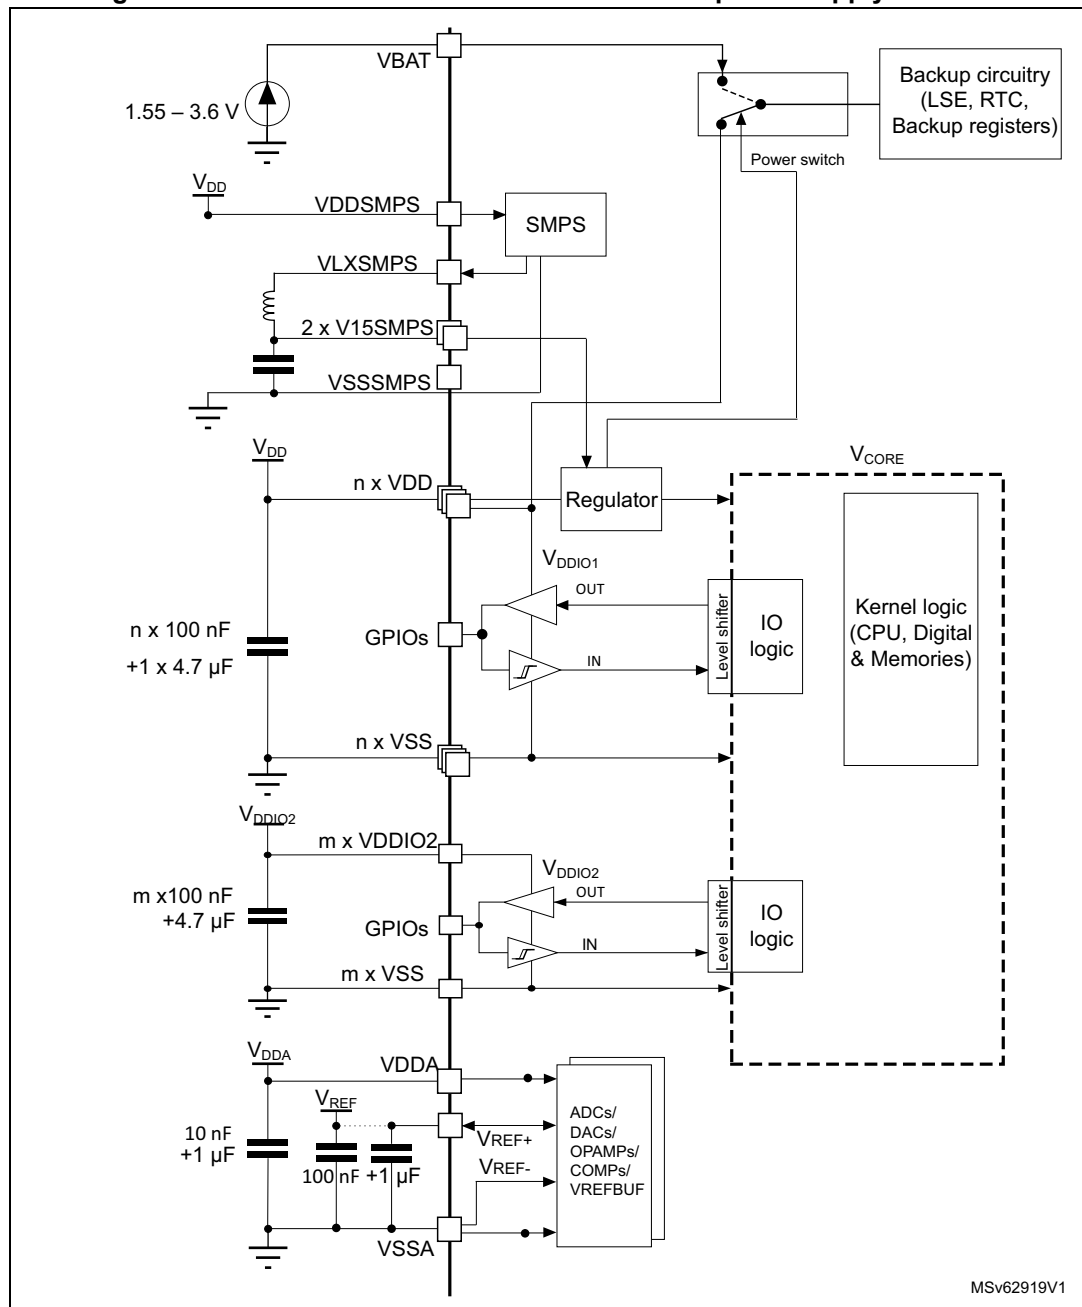 VBAT
1.55 – 3.6 V
Backup circuitry
(LSE, RTC,
Backup registers)
Power switch
VDD
VDDSMPS
SMPS
VLXSMPS
2 x V15SMPS
VSSSMPS
VDD
n x VDD
Regulator
VCORE
VDDIO1
OUT
GPIOs
IN
Level shifter
IO
logic
Kernel logic
(CPU, Digital
& Memories)
n x 100 nF
+1 x 4.7 µF
n x VSS
VDDIO2
m x VDDIO2
VDDIO2
OUT
m x100 nF
+4.7 µF
GPIOs
IN
Level shifter
IO
logic
m x VSS
VDDA
VDDA
VREF
10 nF
+1 µF
100 nF
+1 µF
VREF+
VREF-
ADCs/
DACs/
OPAMPs/
COMPs/
VREFBUF
VSSA
MSv62919V1